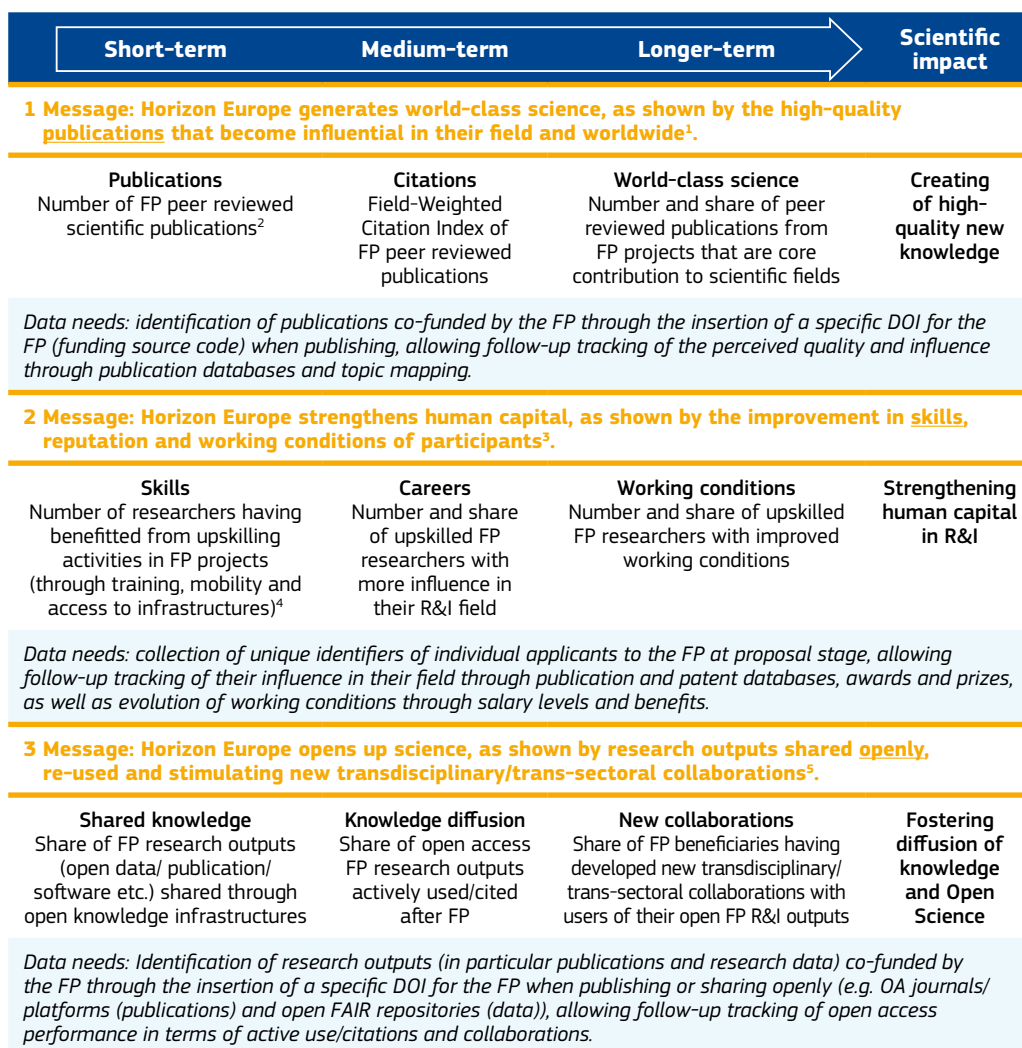 Short-term
Medium-term
Longer-term
Scientific
impact
1 Message: Horizon Europe generates world-class science, as shown by the high-quality
publications that become influential in their field and worldwide¹.
Publications
Number of FP peer reviewed
scientific publications²
Citations
Field-Weighted
Citation Index of
FP peer reviewed
publications
World-class science
Number and share of peer
reviewed publications from
FP projects that are core
contribution to scientific fields
Creating
of high-
quality new
knowledge
Data needs: identification of publications co-funded by the FP through the insertion of a specific DOI for the
FP (funding source code) when publishing, allowing follow-up tracking of the perceived quality and influence
through publication databases and topic mapping.
2 Message: Horizon Europe strengthens human capital, as shown by the improvement in skills,
reputation and working conditions of participants³.
Skills
Number of researchers having
benefitted from upskilling
activities in FP projects
(through training, mobility and
access to infrastructures)⁴
Careers
Number and share
of upskilled FP
researchers with
more influence in
their R&I field
Working conditions
Number and share of upskilled
FP researchers with improved
working conditions
Strengthening
human capital
in R&I
Data needs: collection of unique identifiers of individual applicants to the FP at proposal stage, allowing
follow-up tracking of their influence in their field through publication and patent databases, awards and prizes,
as well as evolution of working conditions through salary levels and benefits.
3 Message: Horizon Europe opens up science, as shown by research outputs shared openly,
re-used and stimulating new transdisciplinary/trans-sectoral collaborations⁵.
Shared knowledge
Share of FP research outputs
(open data/ publication/
software etc.) shared through
open knowledge infrastructures
Knowledge diffusion
Share of open access
FP research outputs
actively used/cited
after FP
New collaborations
Share of FP beneficiaries having
developed new transdisciplinary/
trans-sectoral collaborations with
users of their open FP R&I outputs
Fostering
diffusion of
knowledge
and Open
Science
Data needs: Identification of research outputs (in particular publications and research data) co-funded by
the FP through the insertion of a specific DOI for the FP when publishing or sharing openly (e.g. OA journals/
platforms (publications) and open FAIR repositories (data)), allowing follow-up tracking of open access
performance in terms of active use/citations and collaborations.